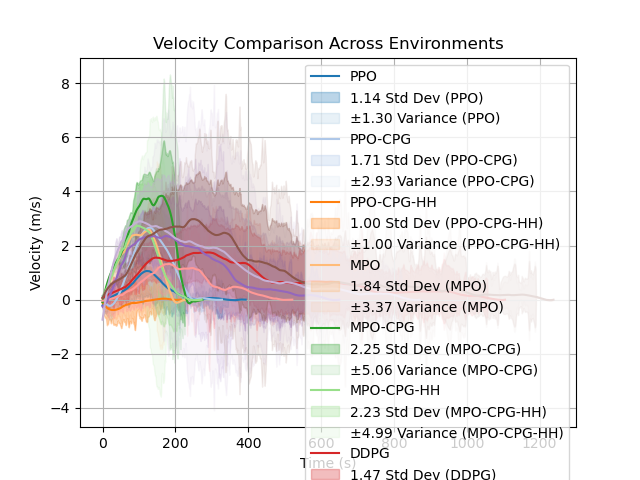 Velocity Comparison Across Environments
Velocity (m/s)
8
6
4
2
0
−2
−4
PPO
1.14 Std Dev (PPO)
±1.30 Variance (PPO)
PPO-CPG
1.71 Std Dev (PPO-CPG)
±2.93 Variance (PPO-CPG)
PPO-CPG-HH
1.00 Std Dev (PPO-CPG-HH)
±1.00 Variance (PPO-CPG-HH)
MPO
1.84 Std Dev (MPO)
±3.37 Variance (MPO)
MPO-CPG
2.25 Std Dev (MPO-CPG)
±5.06 Variance (MPO-CPG)
MPO-CPG-HH
2.23 Std Dev (MPO-CPG-HH)
±4.99 Variance (MPO-CPG-HH)
DDPG
1.47 Std Dev (DDPG)
0 200 400 600 800 1000 1200
Time (s)